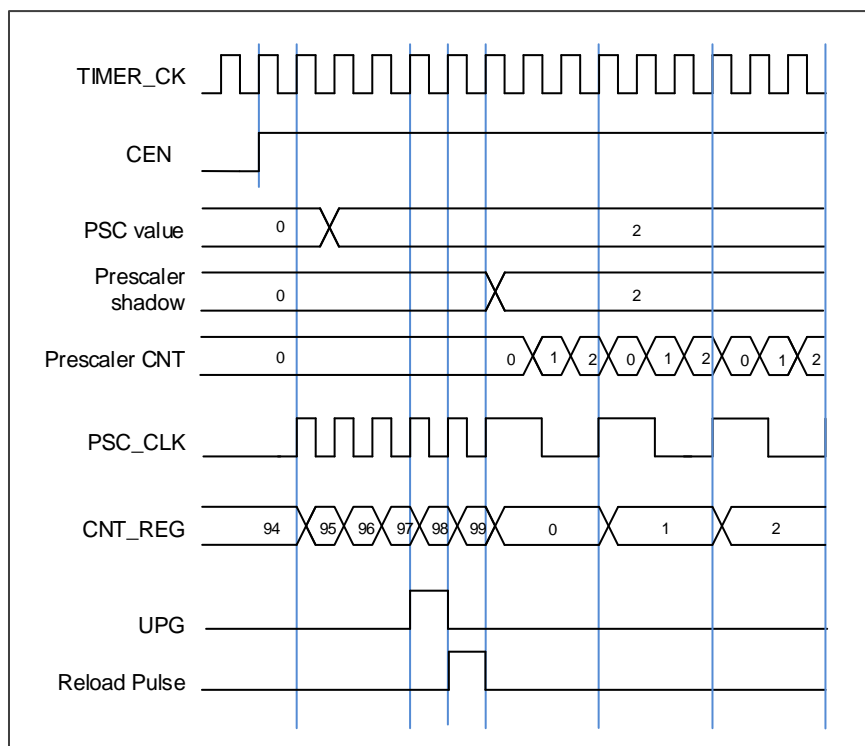 TIMER_CK
CEN
PSC value 0 2
Prescaler
shadow 0 2
Prescaler CNT 0 0 1 2 0 1 2 0 1 2
PSC_CLK
CNT_REG 94 95 96 97 98 99 0 1 2
UPG
Reload Pulse